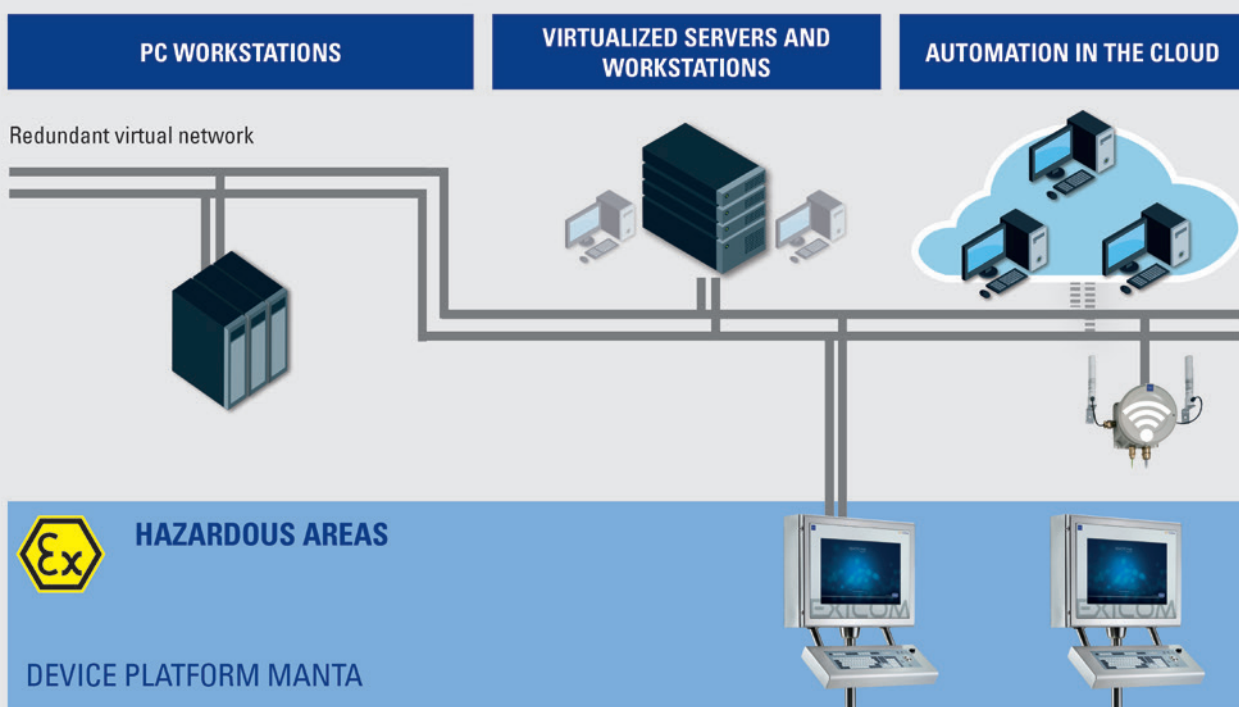 PC WORKSTATIONS
VIRTUALIZED SERVERS AND
WORKSTATIONS
AUTOMATION IN THE CLOUD
Redundant virtual network
Ex
HAZARDOUS AREAS
EXICOM
EXICOM
DEVICE PLATFORM MANTA